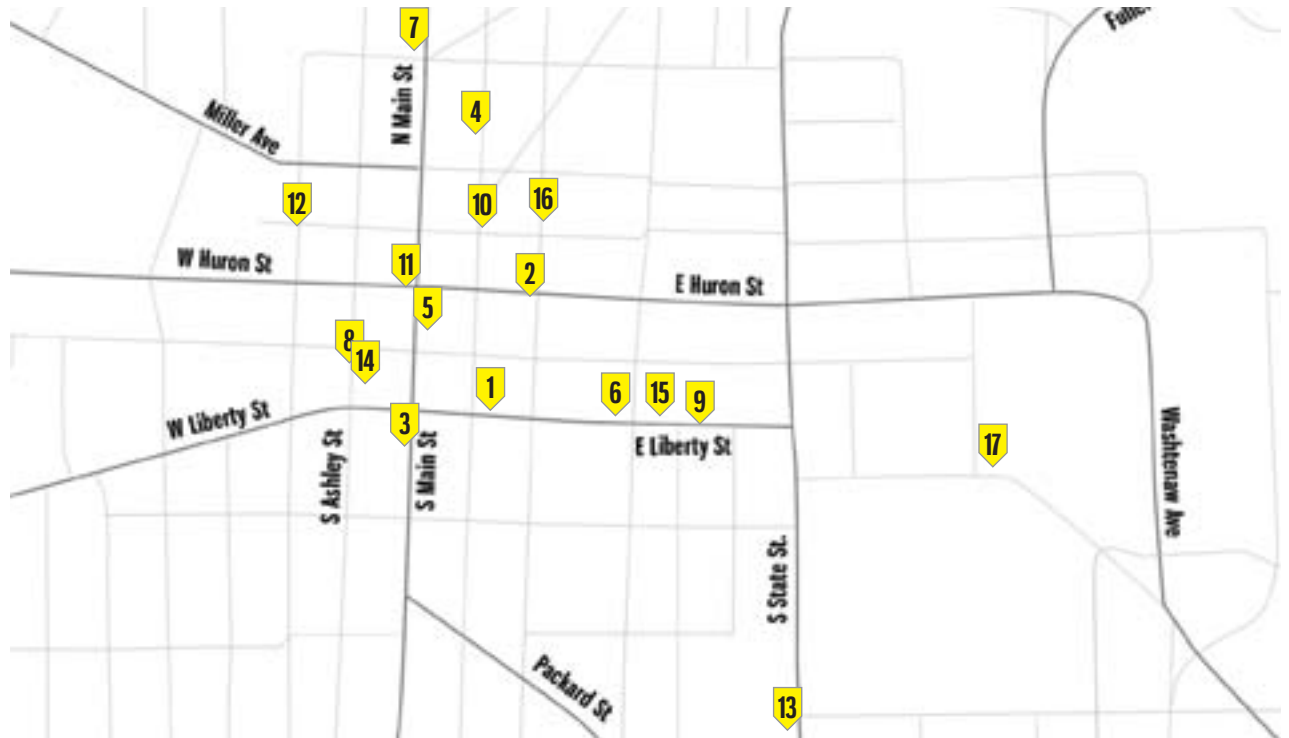 7
Fuller
N Main St
4
Miller Ave
12
10
16
11
W Huron St
2
E Huron St
5
8
14
1
6
15
9
3
W Liberty St
E Liberty St
17
S Ashley St
S Main St
Washtenaw Ave
S State St.
Packard St
13